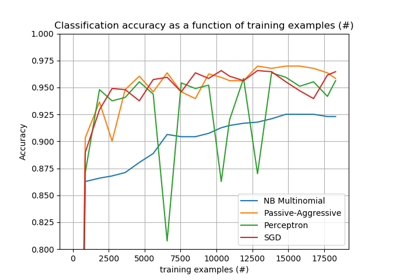 Classification accuracy as a function of training examples (#)
1.000
0.975
0.950
0.925
0.900
0.875
0.850
0.825
0.800
Accuracy
NB Multinomial
Passive-Aggressive
Perceptron
SGD
0 2500 5000 7500 10000 12500 15000 17500
training examples (#)